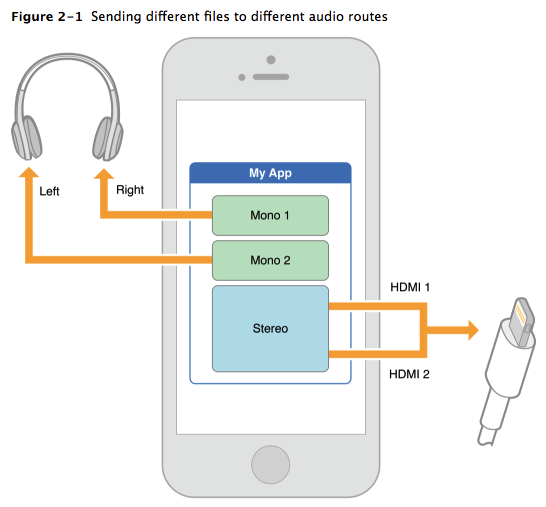 Figure 2-1 Sending different files to different audio routes
My App
Left
Right
Mono 1
Mono 2
HDMI 1
Stereo
HDMI 2